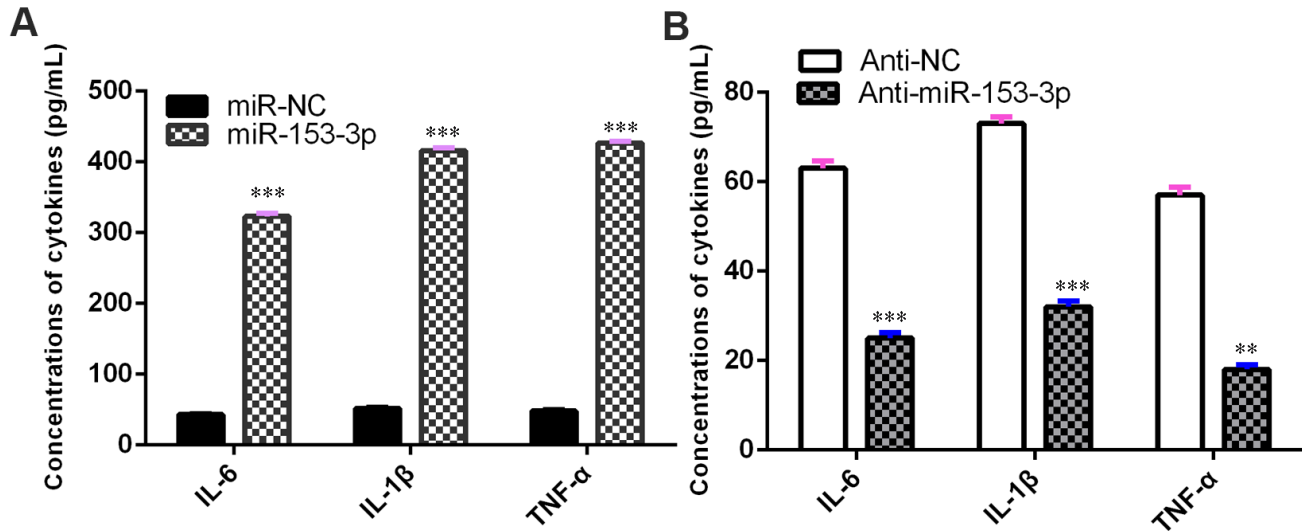 A
Concentrations of cytokines (pg/mL)
500
400
300
200
100
0
miR-NC
miR-153-3p
***
***
***
IL-6
IL-1β
TNF-α
B
Concentrations of cytokines (pg/mL)
80
60
40
20
0
Anti-NC
Anti-miR-153-3p
***
***
**
IL-6
IL-1β
TNF-α